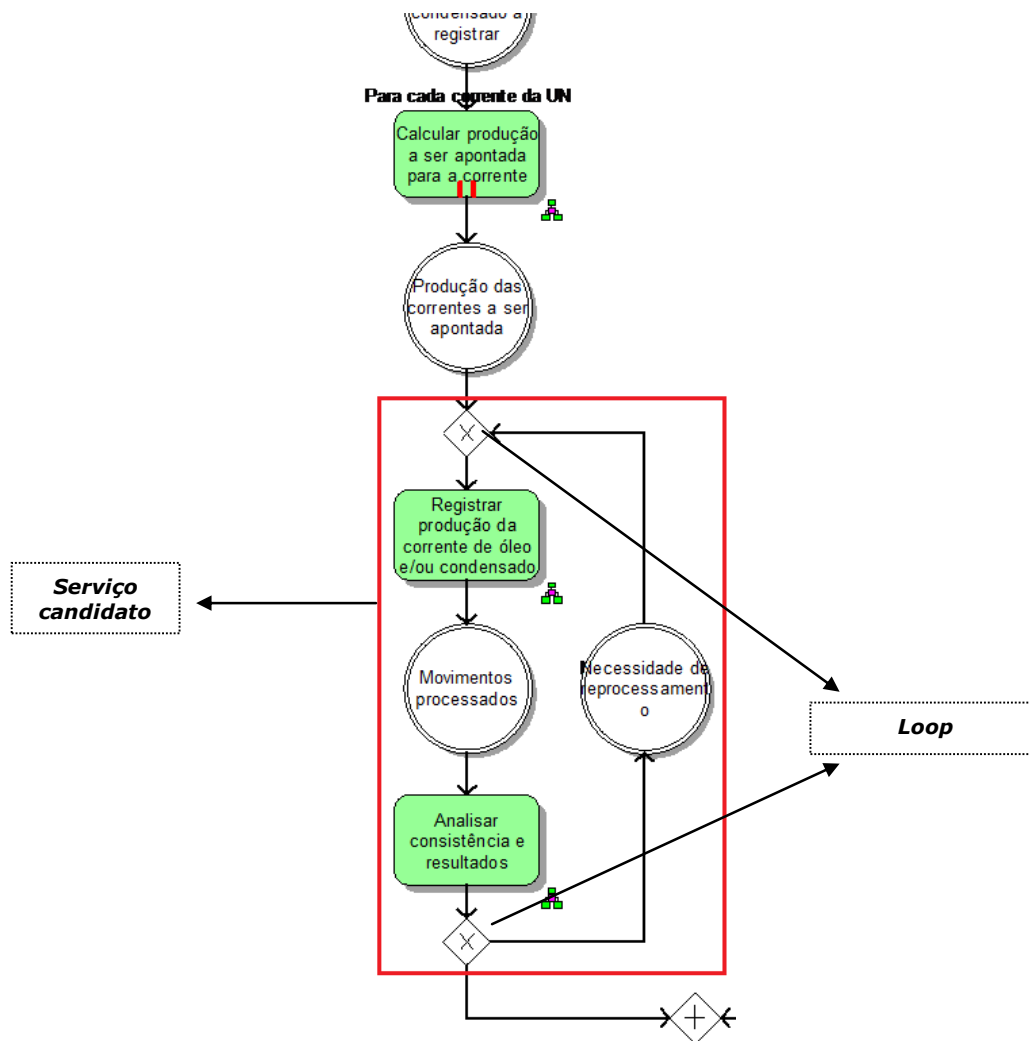 condensado a
registrar
Para cada corrente da UN
Calcular produção
a ser apontada
para a corrente
Produção das
correntes a ser
apontada
X
Registrar
produção da
corrente de óleo
e/ou condensado
Serviço
candidato
Movimentos
processados
Necessidade de
reprocessament
o
Loop
Analisar
consistência e
resultados
X
+